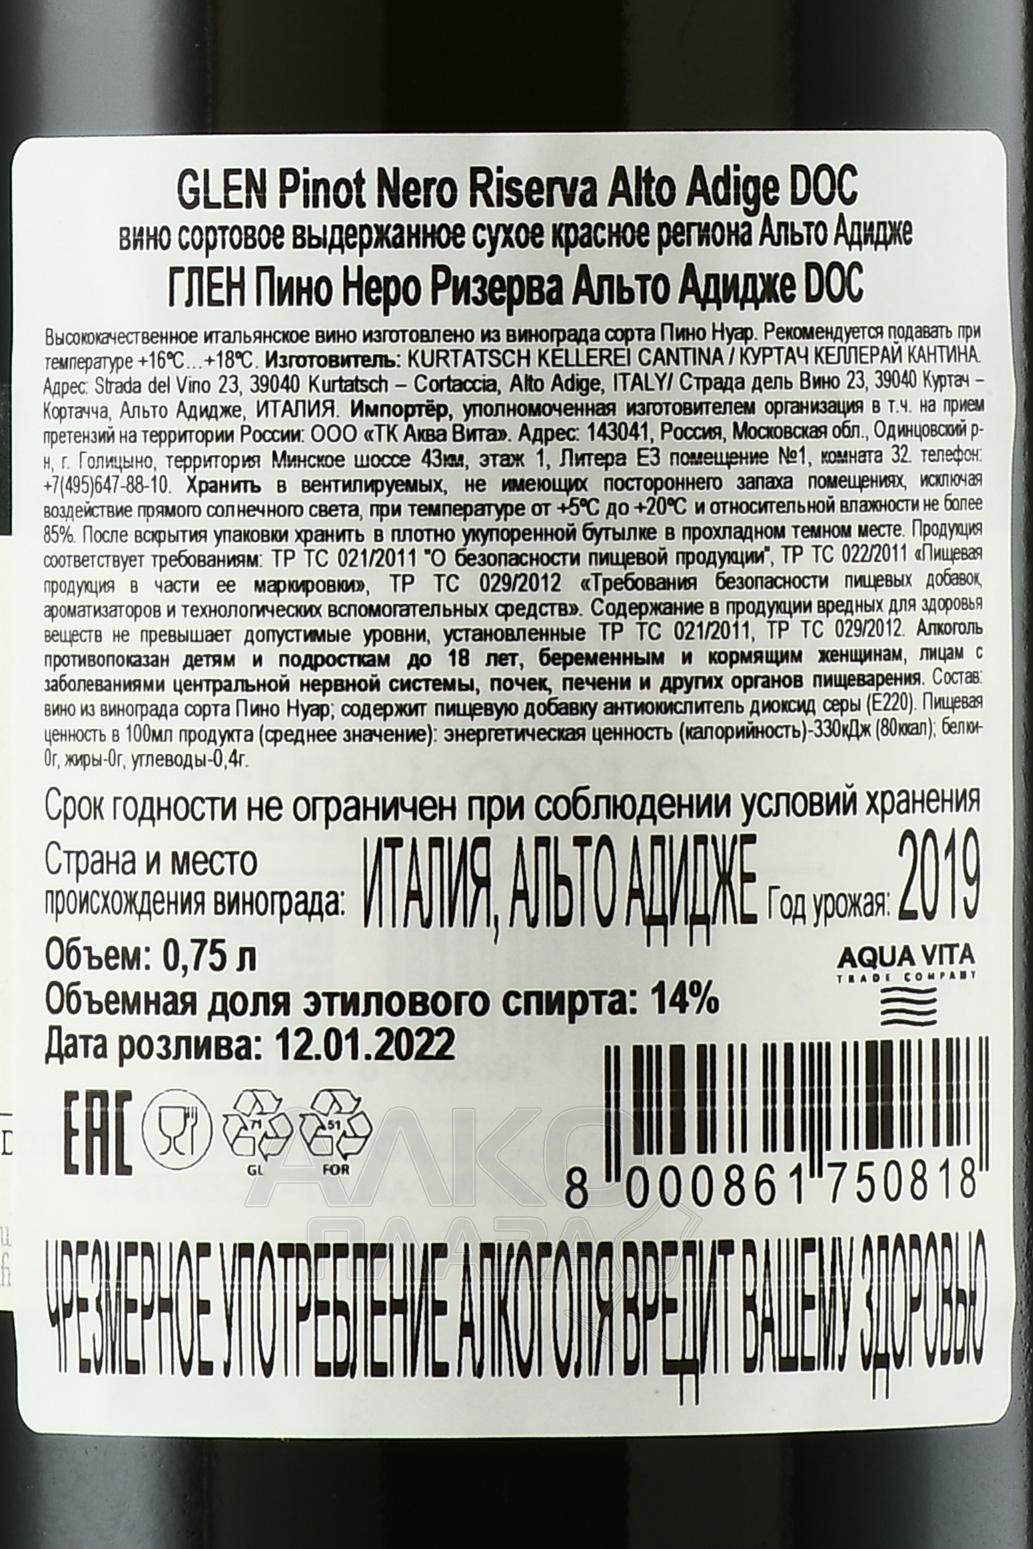 GLEN Pinot Nero Riserva Alto Adige DOC
вино сортовое выдержанное сухое красное региона Альто Адидже
ГЛЕН Пино Неро Ризерва Альто Адидже DOC
Высококачественное итальянское вино изготовлено из винограда сорта Пино Нуар. Рекомендуется подавать при
температуре +16°С...+18°С. Изготовитель: KURTATSCH KELLEREI CANTINA / КУРТАЧ КЕЛЛЕРАЙ КАНТИНА.
Адрес: Strada del Vino 23, 39040 Kurtatsch – Cortaccia, Alto Adige, ITALY/ Страда дель Вино 23, 39040 Куртач –
Кортачча, Альто Адидже, ИТАЛИЯ. Импортёр, уполномоченная изготовителем организация в т.ч. на прием
претензий на территории России: ООО «ТК Аква Вита». Адрес: 143041, Россия, Московская обл., Одинцовский р-
н, г. Голицыно, территория Минское шоссе 43км, этаж 1, Литера Е3 помещение №1, комната 32. телефон:
+7(495)647-88-10. Хранить в вентилируемых, не имеющих постороннего запаха помещениях, исключая
воздействие прямого солнечного света, при температуре от +5°С до +20°С и относительной влажности не более
85%. После вскрытия упаковки хранить в плотно укупоренной бутылке в прохладном темном месте. Продукция
соответствует требованиям: ТР ТС 021/2011 "О безопасности пищевой продукции", ТР ТС 022/2011 «Пищевая
продукция в части ее маркировки», ТР ТС 029/2012 «Требования безопасности пищевых добавок,
ароматизаторов и технологических вспомогательных средств». Содержание в продукции вредных для здоровья
веществ не превышает допустимые уровни, установленные ТР ТС 021/2011, ТР ТС 029/2012. Алкоголь
противопоказан детям и подросткам до 18 лет, беременным и кормящим женщинам, лицам с
заболеваниями центральной нервной системы, почек, печени и других органов пищеварения. Состав:
вино из винограда сорта Пино Нуар; содержит пищевую добавку антиокислитель диоксид серы (Е220). Пищевая
ценность в 100мл продукта (среднее значение): энергетическая ценность (калорийность)-330кДж (80ккал); белки-
0г, жиры-0г, углеводы-0,4г.
Срок годности не ограничен при соблюдении условий хранения
Страна и место
происхождения винограда: ИТАЛИЯ, АЛЬТО АДИДЖЕ Год урожая: 2019
Объем: 0,75 л
AQUA VITA
TRADE COMPANY
Объемная доля этилового спирта: 14%
Дата розлива: 12.01.2022
EAC
71
GL
51
FOR
8 000861 750818
АЛКО
ПЛАЗА
ЧРЕЗМЕРНОЕ УПОТРЕБЛЕНИЕ АЛКОГОЛЯ ВРЕДИТ ВАШЕМУ ЗДОРОВЬЮ